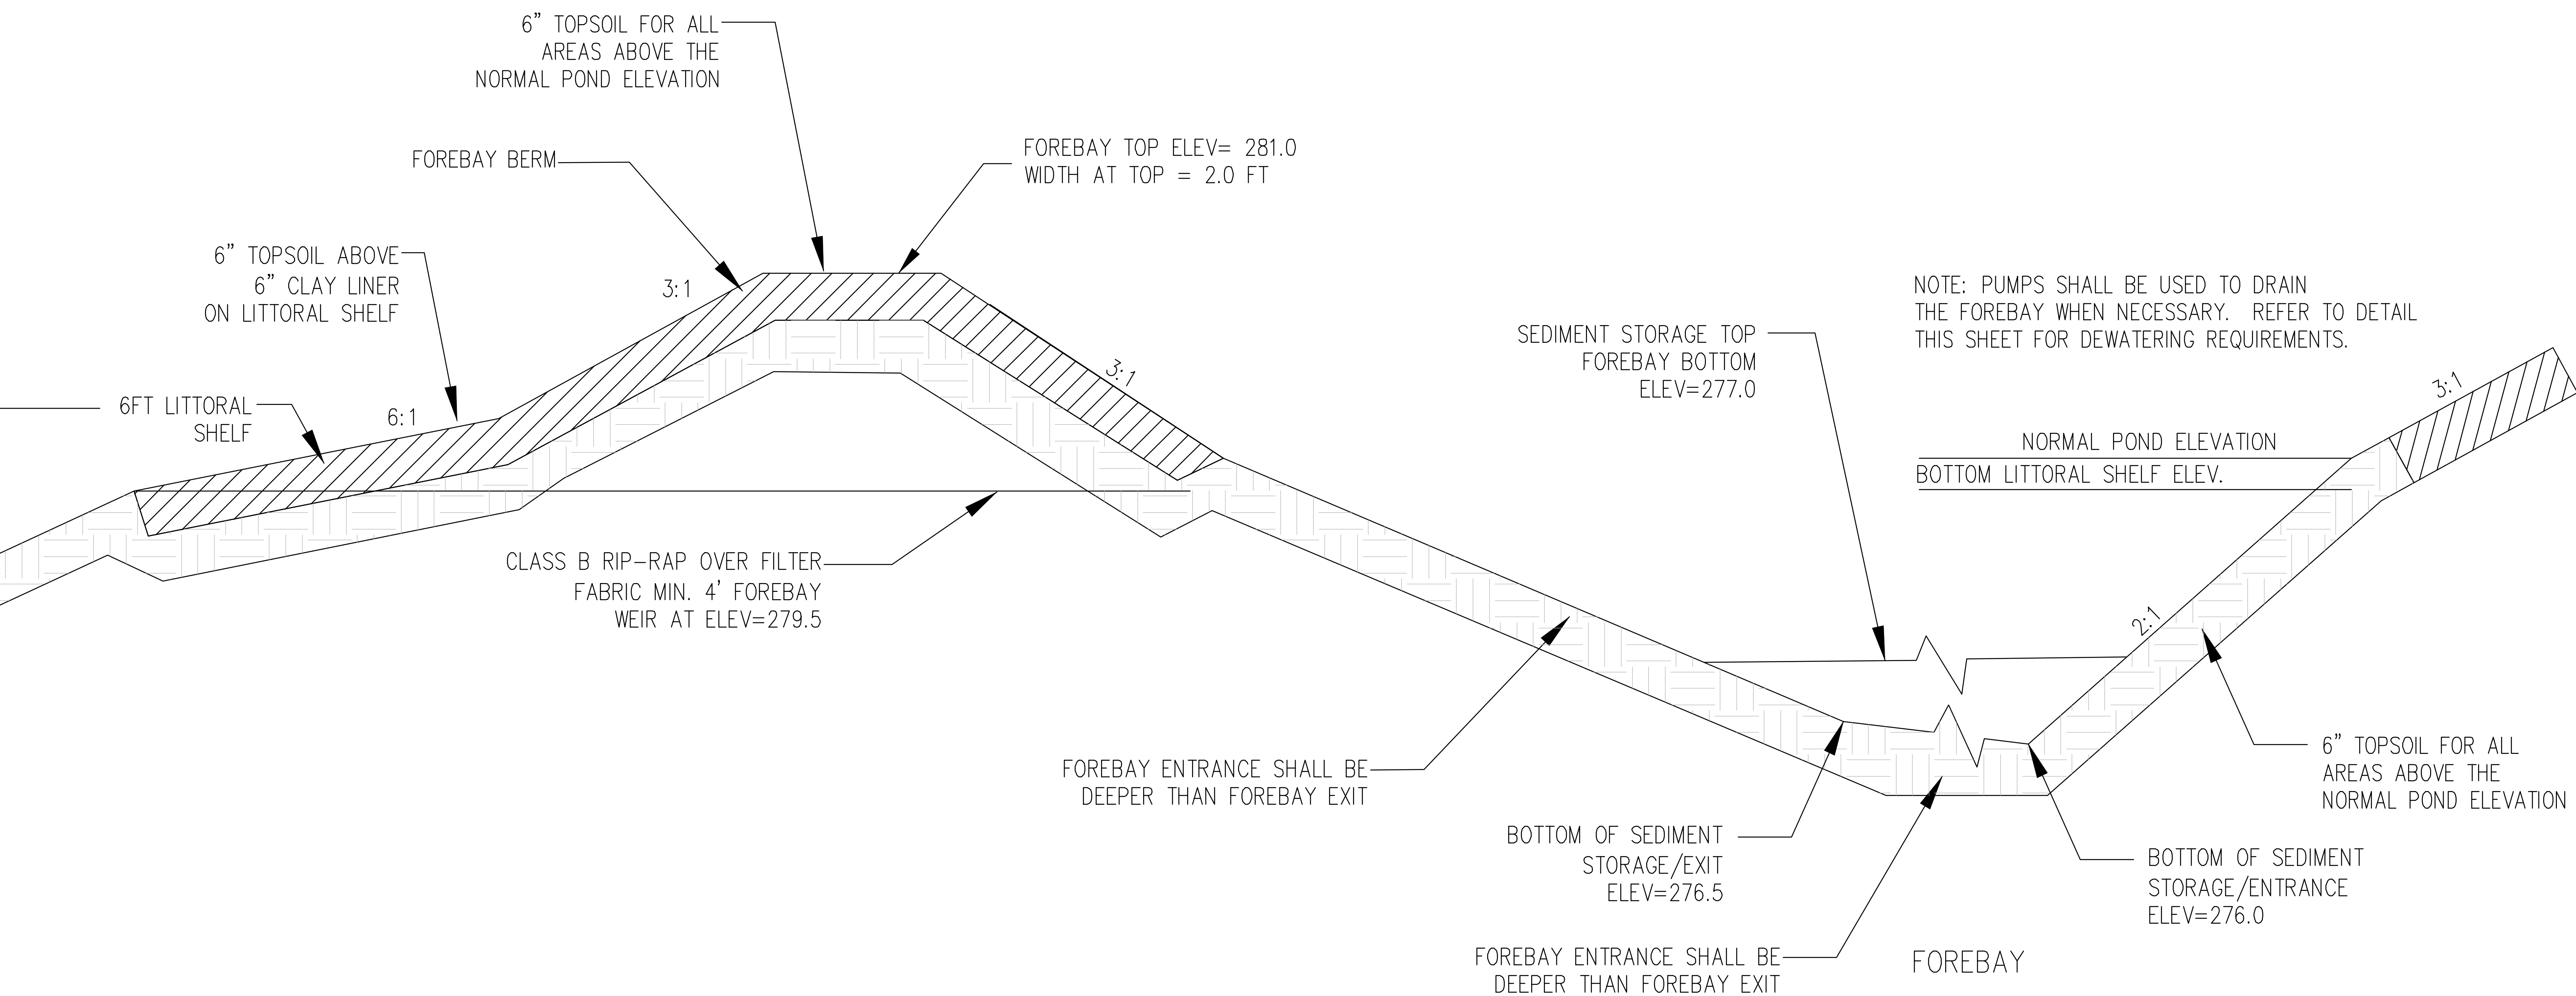 6” TOPSOIL FOR ALL
AREAS ABOVE THE
NORMAL POND ELEVATION
FOREBAY BERM
FOREBAY TOP ELEV= 281.0
WIDTH AT TOP = 2.0 FT
6” TOPSOIL ABOVE
6” CLAY LINER
ON LITTORAL SHELF
3:1
6FT LITTORAL
SHELF
6:1
3:1
CLASS B RIP-RAP OVER FILTER
FABRIC MIN. 4' FOREBAY
WEIR AT ELEV=279.5
SEDIMENT STORAGE TOP
FOREBAY BOTTOM
ELEV=277.0
NOTE: PUMPS SHALL BE USED TO DRAIN
THE FOREBAY WHEN NECESSARY. REFER TO DETAIL
THIS SHEET FOR DEWATERING REQUIREMENTS.
3:1
NORMAL POND ELEVATION
BOTTOM LITTORAL SHELF ELEV.
2:1
FOREBAY ENTRANCE SHALL BE
DEEPER THAN FOREBAY EXIT
6” TOPSOIL FOR ALL
AREAS ABOVE THE
NORMAL POND ELEVATION
BOTTOM OF SEDIMENT
STORAGE/EXIT
ELEV=276.5
BOTTOM OF SEDIMENT
STORAGE/ENTRANCE
ELEV=276.0
FOREBAY ENTRANCE SHALL BE
DEEPER THAN FOREBAY EXIT
FOREBAY